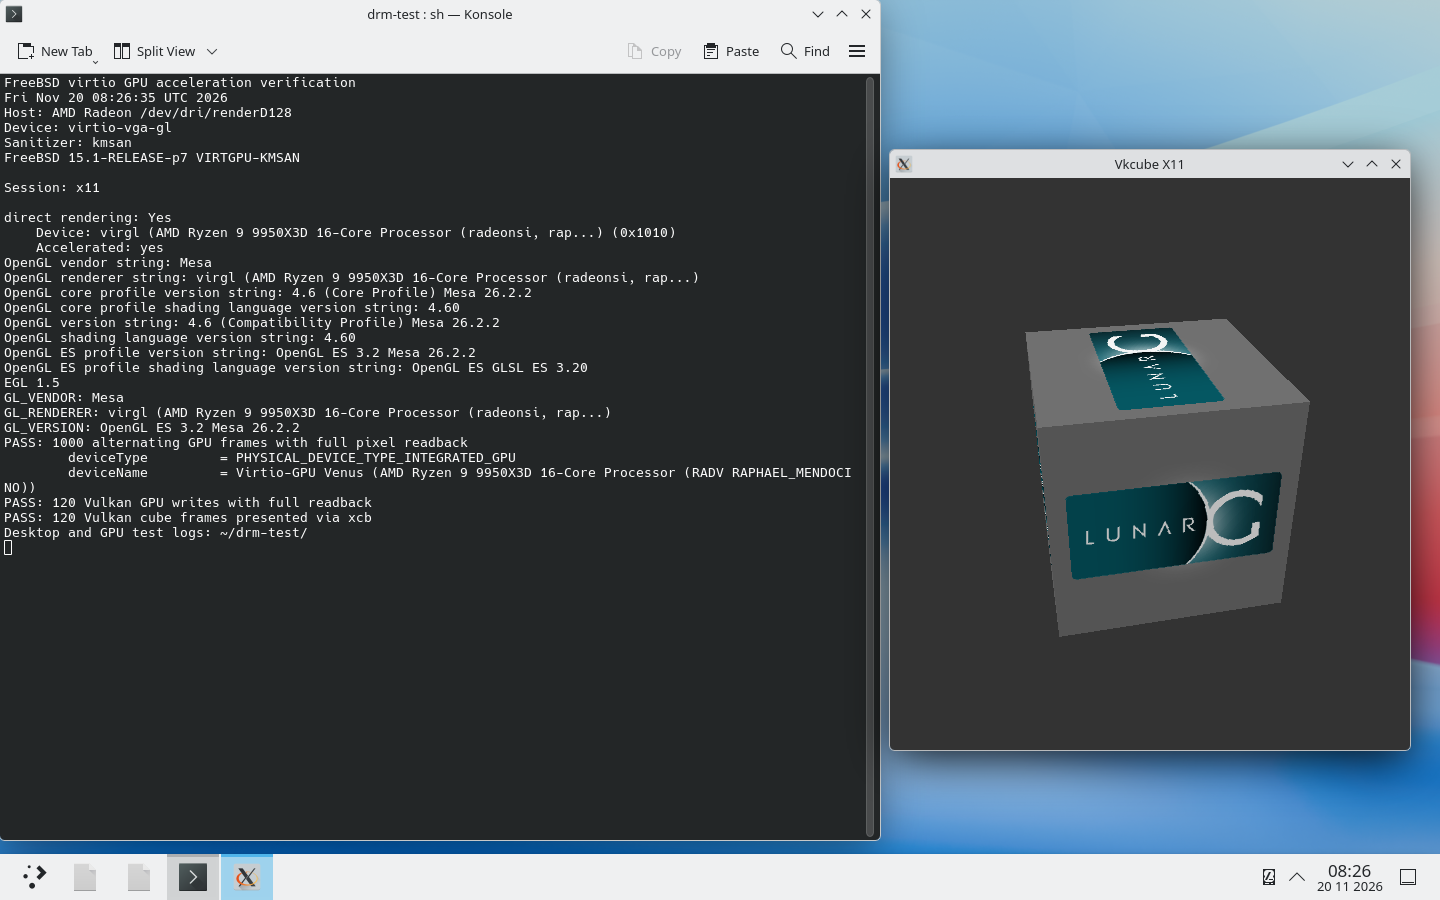 drm-test : sh — Konsole
New Tab
Split View
Copy
Paste
Find
FreeBSD virtio GPU acceleration verification
Fri Nov 20 08:26:35 UTC 2026
Host: AMD Radeon /dev/dri/renderD128
Device: virtio-vga-gl
Sanitizer: kmsan
FreeBSD 15.1-RELEASE-p7 VIRTGPU-KMSAN
Session: x11
direct rendering: Yes
Device: virgl (AMD Ryzen 9 9950X3D 16-Core Processor (radeonsi, rap...) (0x1010)
Accelerated: yes
OpenGL vendor string: Mesa
OpenGL renderer string: virgl (AMD Ryzen 9 9950X3D 16-Core Processor (radeonsi, rap...)
OpenGL core profile version string: 4.6 (Core Profile) Mesa 26.2.2
OpenGL core profile shading language version string: 4.60
OpenGL version string: 4.6 (Compatibility Profile) Mesa 26.2.2
OpenGL shading language version string: 4.60
OpenGL ES profile version string: OpenGL ES 3.2 Mesa 26.2.2
OpenGL ES profile shading language version string: OpenGL ES GLSL ES 3.20
EGL 1.5
GL_VENDOR: Mesa
GL_RENDERER: virgl (AMD Ryzen 9 9950X3D 16-Core Processor (radeonsi, rap...)
GL_VERSION: OpenGL ES 3.2 Mesa 26.2.2
PASS: 1000 alternating GPU frames with full pixel readback
deviceType = PHYSICAL_DEVICE_TYPE_INTEGRATED_GPU
deviceName = Virtio-GPU Venus (AMD Ryzen 9 9950X3D 16-Core Processor (RADV RAPHAEL_MENDOCI
NO))
PASS: 120 Vulkan GPU writes with full readback
PASS: 120 Vulkan cube frames presented via xcb
Desktop and GPU test logs: ~/drm-test/
Vkcube X11
LUNAR G
LUNAR G
08:26
20 11 2026